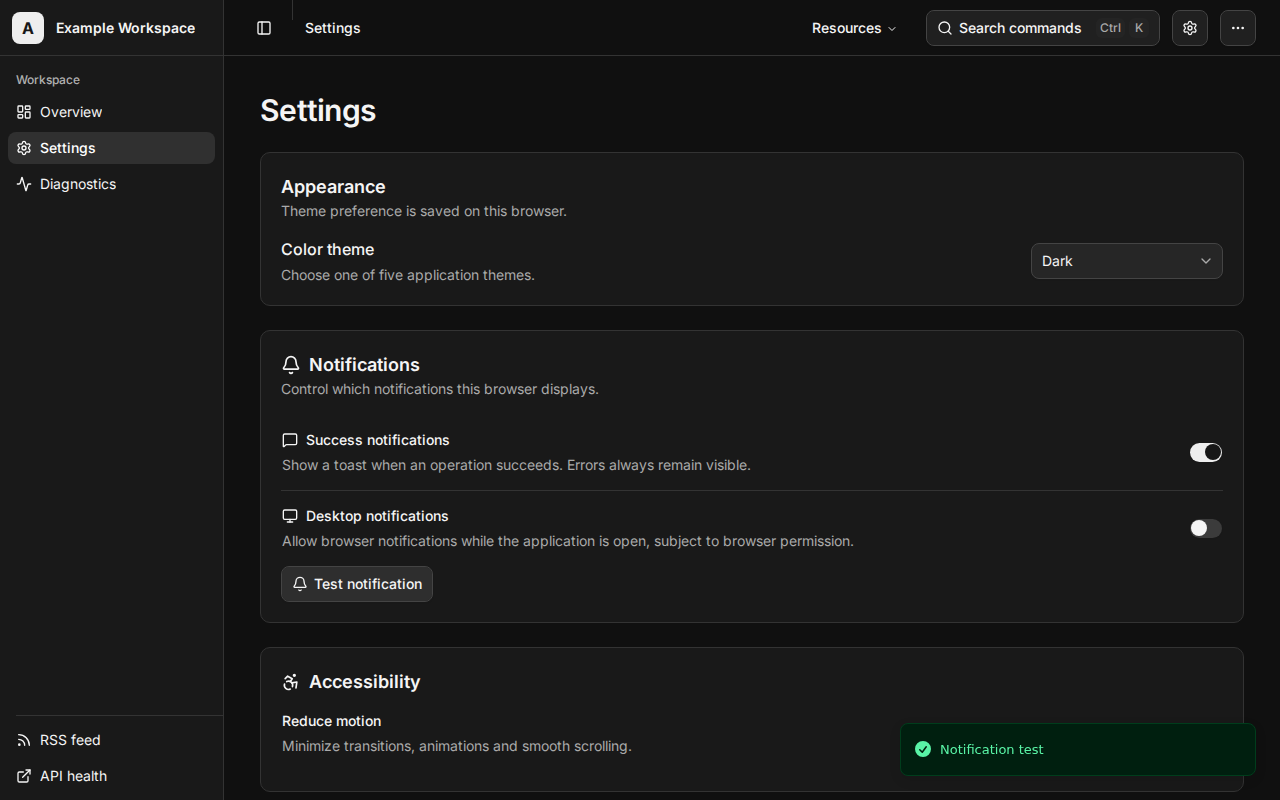 A
Example Workspace
Settings
Resources
Search commands
Ctrl
K
Workspace
Overview
Settings
Diagnostics
RSS feed
API health
Settings
Appearance
Theme preference is saved on this browser.
Color theme
Choose one of five application themes.
Dark
Notifications
Control which notifications this browser displays.
Success notifications
Show a toast when an operation succeeds. Errors always remain visible.
Desktop notifications
Allow browser notifications while the application is open, subject to browser permission.
Test notification
Accessibility
Reduce motion
Minimize transitions, animations and smooth scrolling.
Notification test